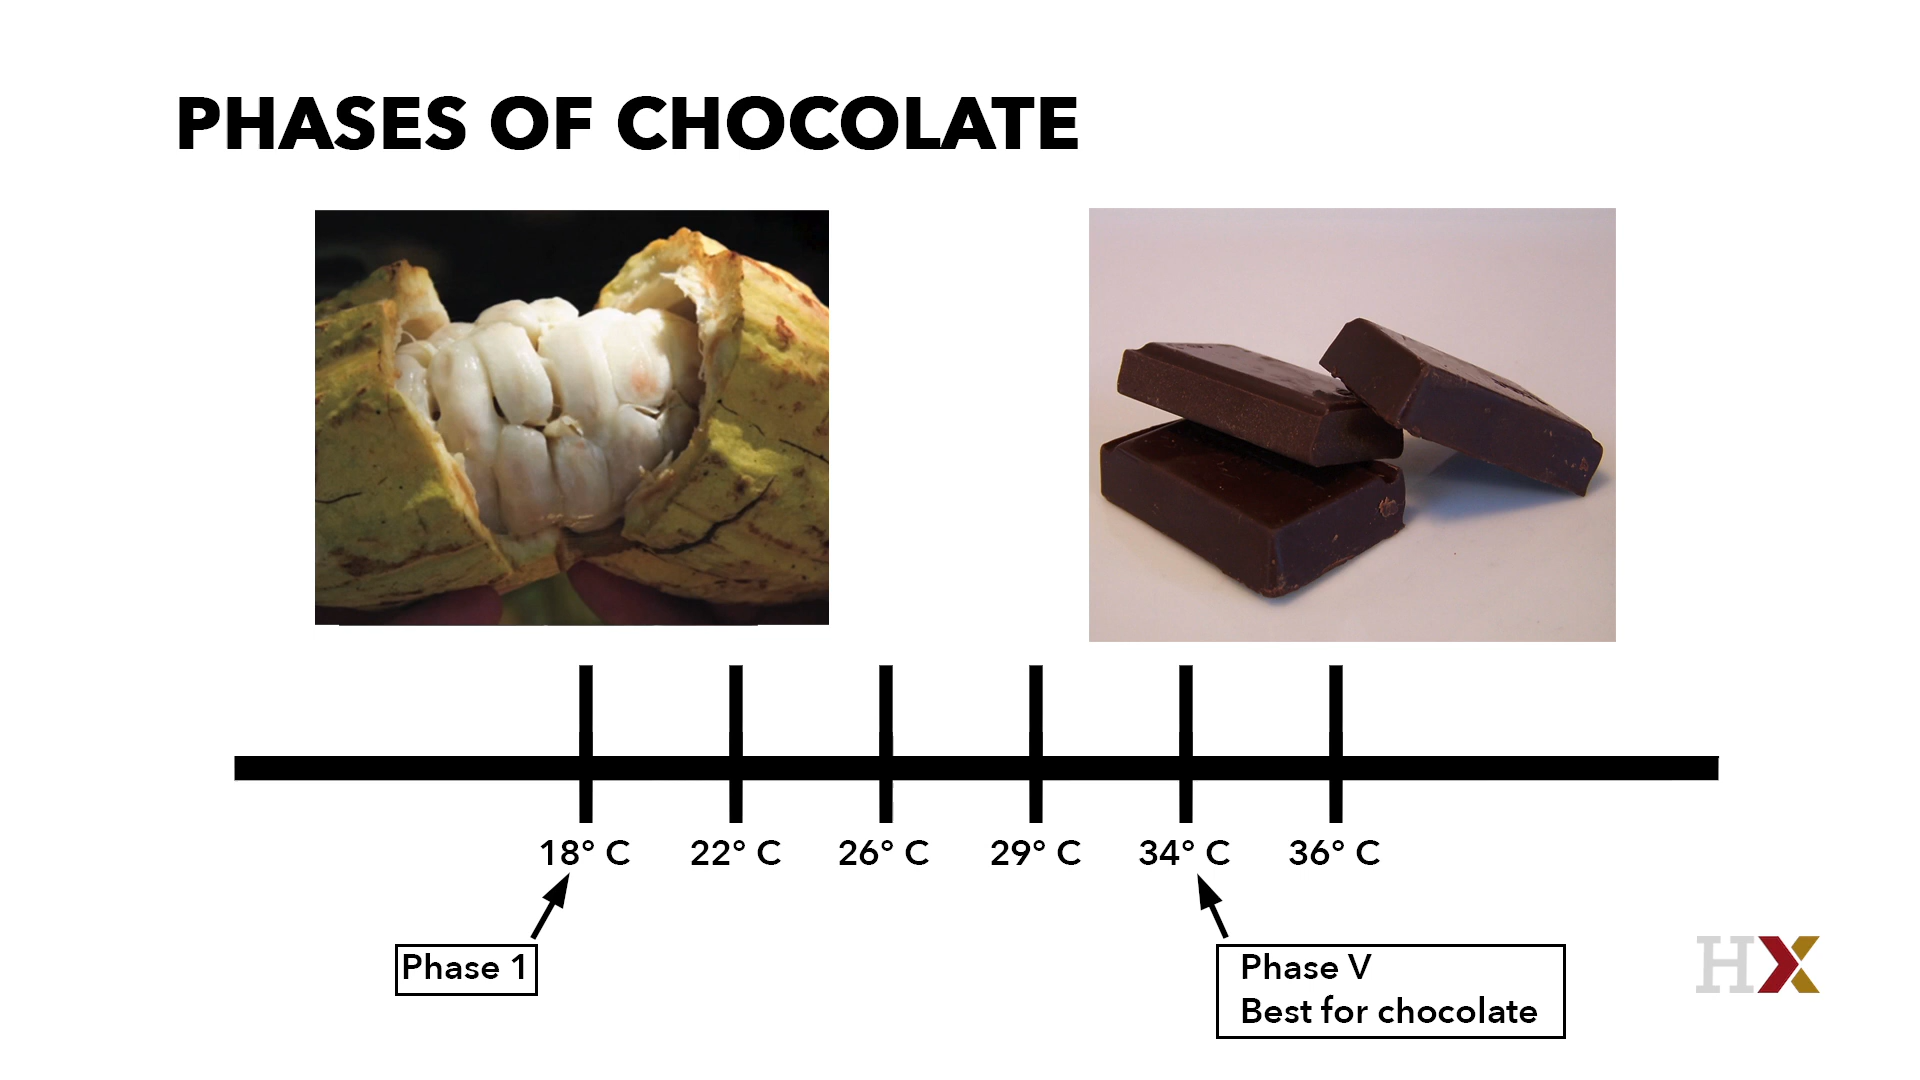 PHASES OF CHOCOLATE
18° C 22° C 26° C 29° C 34° C 36° C
Phase 1
Phase V
Best for chocolate
HX